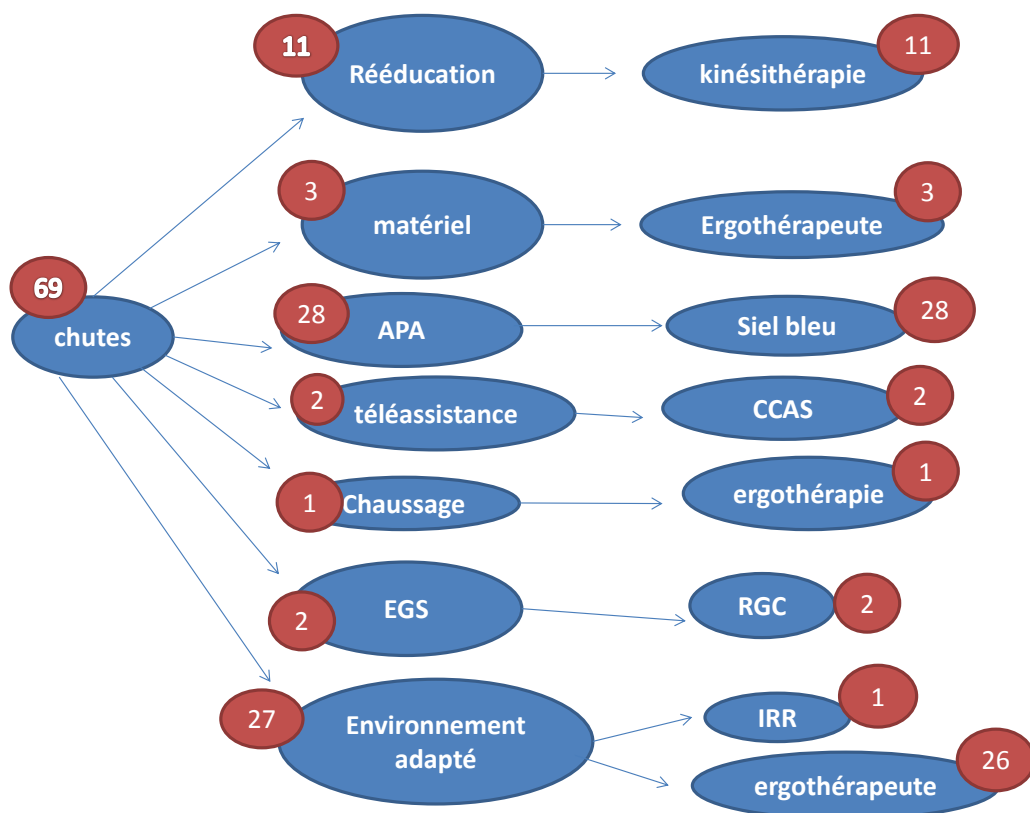 11
Rééducation
11
kinésithérapie
3
matériel
3
Ergothérapeute
69
chutes
28
APA
28
Siel bleu
2
téléassistance
2
CCAS
1
Chaussage
1
ergothérapie
2
EGS
2
RGC
27
Environnement
adapté
1
IRR
26
ergothérapeute